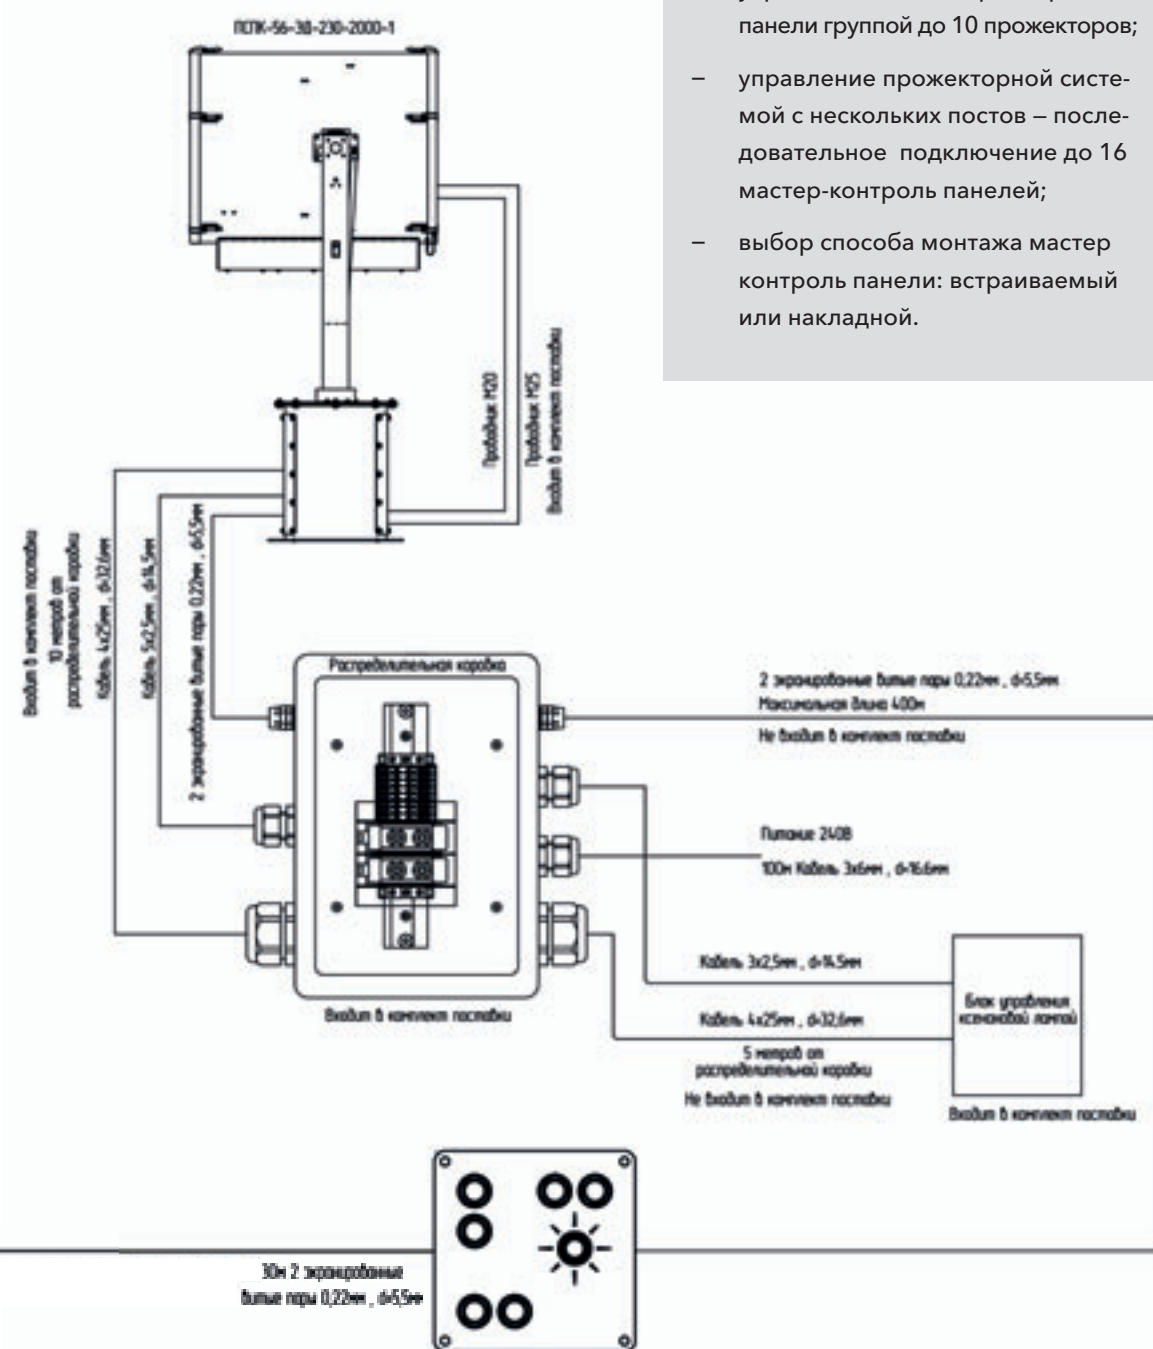 ПСПК-56-ЭД-230-2000-1
панели группой до 10 прожекторов;
– управление прожекторной систе-
мой с нескольких постов – после-
довательное подключение до 16
мастер-контроль панелей;
– выбор способа монтажа мастер
контроль панели: встраиваемый
или накладной.
Проводник М20
Проводник М25
Входит в комплект поставки
Входит в комплект поставки
10 метров от
распределительной коробки
Кабель 4х25мм , d=32,6мм
Кабель 5х2,5мм , d=14,5мм
2 экранированные витые пары 0,22мм , d=5,5мм
Распределительная коробка
Входит в комплект поставки
2 экранированные витые пары 0,22мм , d=5,5мм
Максимальная длина 400м
Не входит в комплект поставки
Питание 240В
100м Кабель 3х6мм , d=16.6мм
Кабель 3х2,5мм , d=14.5мм
Кабель 4х25мм , d=32,6мм
5 метров от
распределительной коробки
Не входит в комплект поставки
Блок управления
ксеноновой лампой
Входит в комплект поставки
30м 2 экранированные
витые пары 0,22мм , d=5,5мм